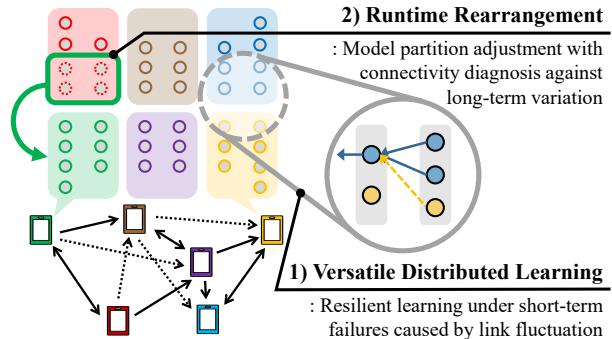 2) Runtime Rearrangement
: Model partition adjustment with
connectivity diagnosis against
long-term variation
1) Versatile Distributed Learning
: Resilient learning under short-term
failures caused by link fluctuation